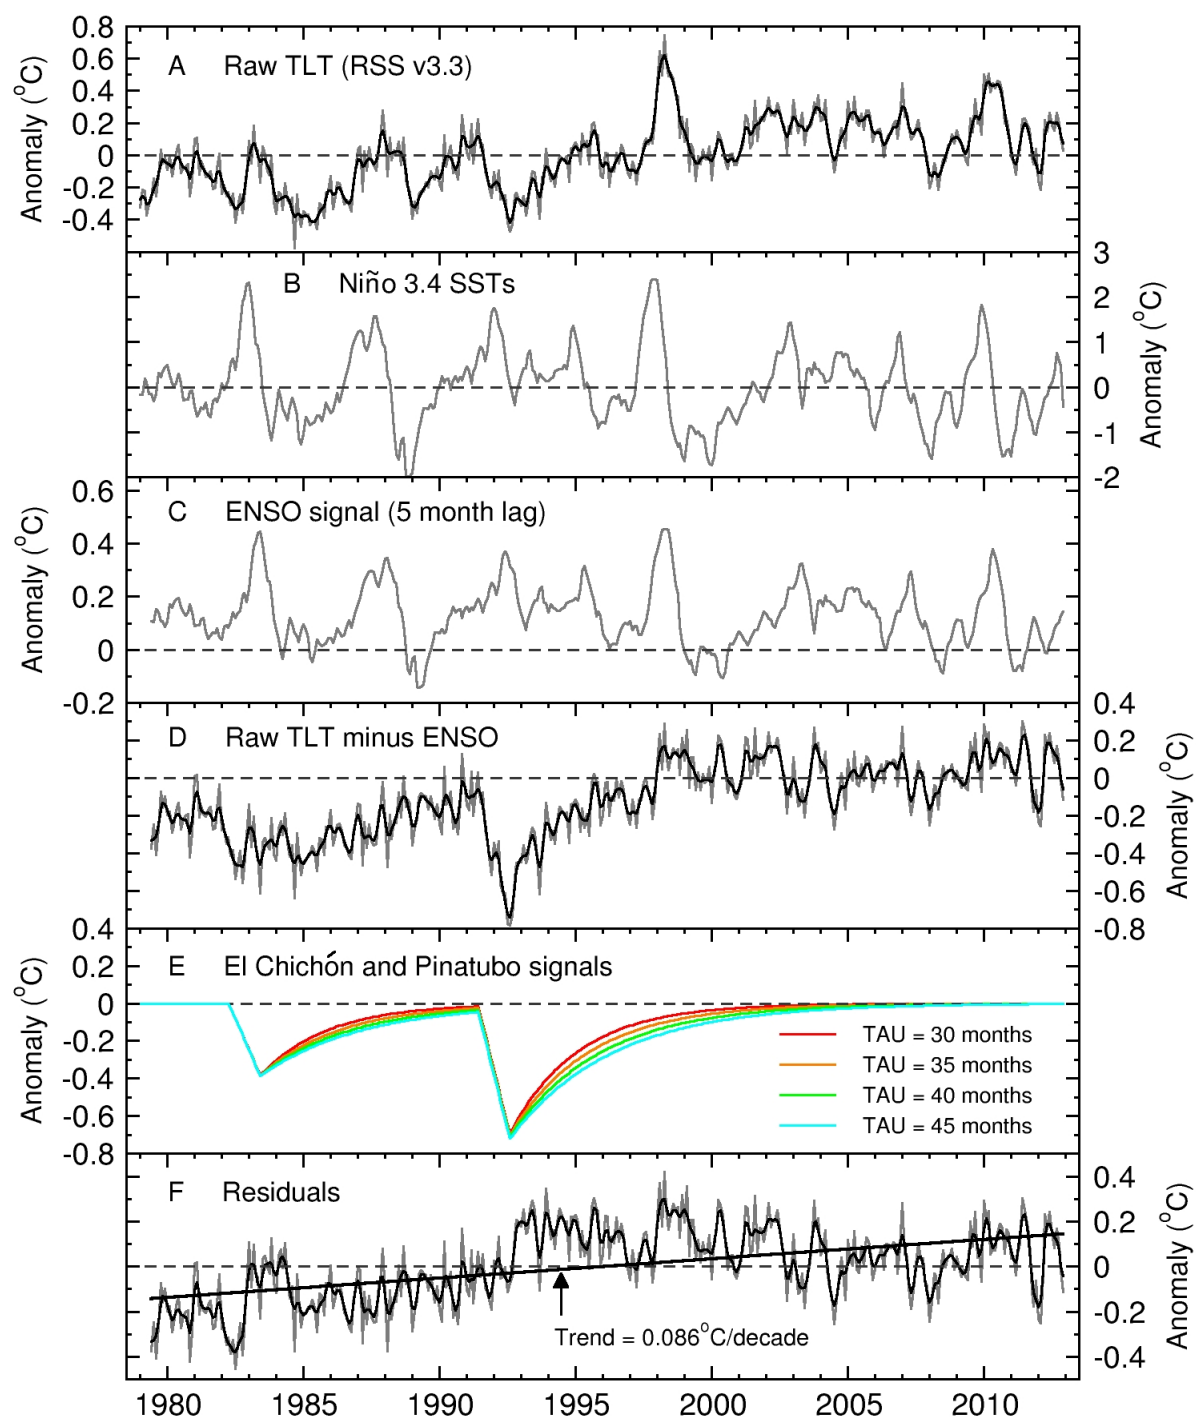 A Raw TLT (RSS v3.3)
Anomaly (°C)
0.8
0.6
0.4
0.2
0
-0.2
-0.4
B Niño 3.4 SSTs
3
2
1
0
-1
-2
Anomaly (°C)
C ENSO signal (5 month lag)
Anomaly (°C)
0.6
0.4
0.2
0
-0.2
D Raw TLT minus ENSO
0.4
0.2
0
-0.2
-0.4
-0.6
-0.8
Anomaly (°C)
E El Chichón and Pinatubo signals
Anomaly (°C)
0.4
0.2
0
-0.2
-0.4
-0.6
-0.8
TAU = 30 months
TAU = 35 months
TAU = 40 months
TAU = 45 months
F Residuals
0.4
0.2
0
-0.2
-0.4
Anomaly (°C)
Trend = 0.086°C/decade
1980 1985 1990 1995 2000 2005 2010